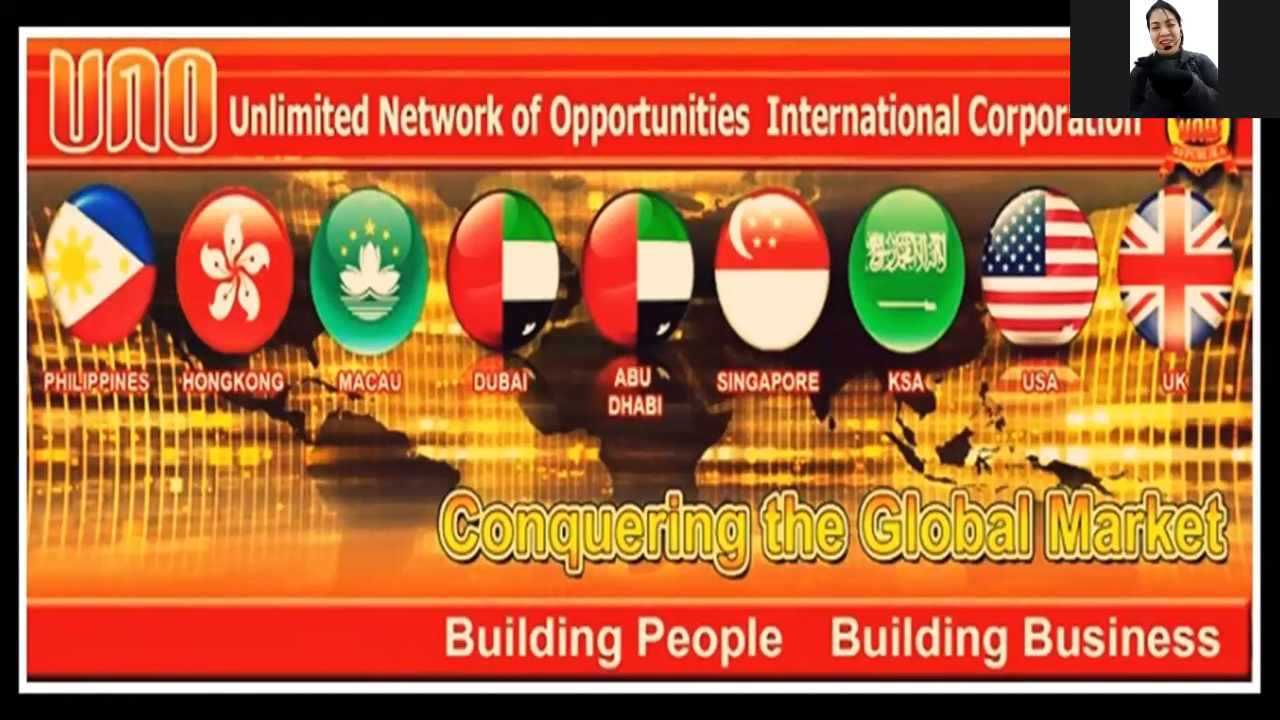 UNO
Unlimited Network of Opportunities International Corporation
PHILIPPINES HONGKONG MACAU DUBAI ABU DHABI SINGAPORE KSA USA UK
Conquering the Global Market
Building People Building Business